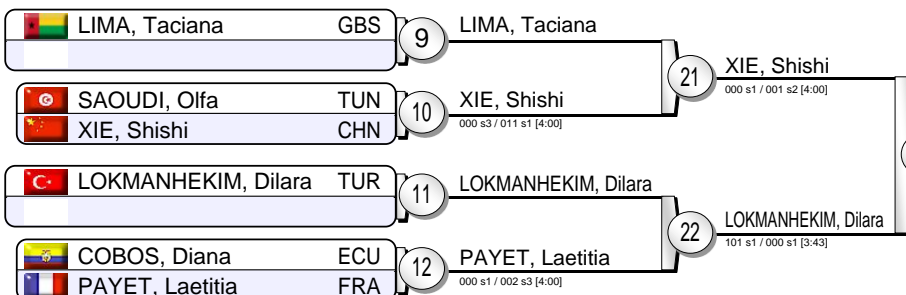 LIMA, Taciana GBS
9
LIMA, Taciana
SAOUDI, Olfa TUN
XIE, Shishi CHN
10
XIE, Shishi
000 s3 / 011 s1 [4:00]
21
XIE, Shishi
000 s1 / 001 s2 [4:00]
LOKMANHEKIM, Dilara TUR
11
LOKMANHEKIM, Dilara
COBOS, Diana ECU
PAYET, Laetitia FRA
12
PAYET, Laetitia
000 s1 / 002 s3 [4:00]
22
LOKMANHEKIM, Dilara
101 s1 / 000 s1 [3:43]